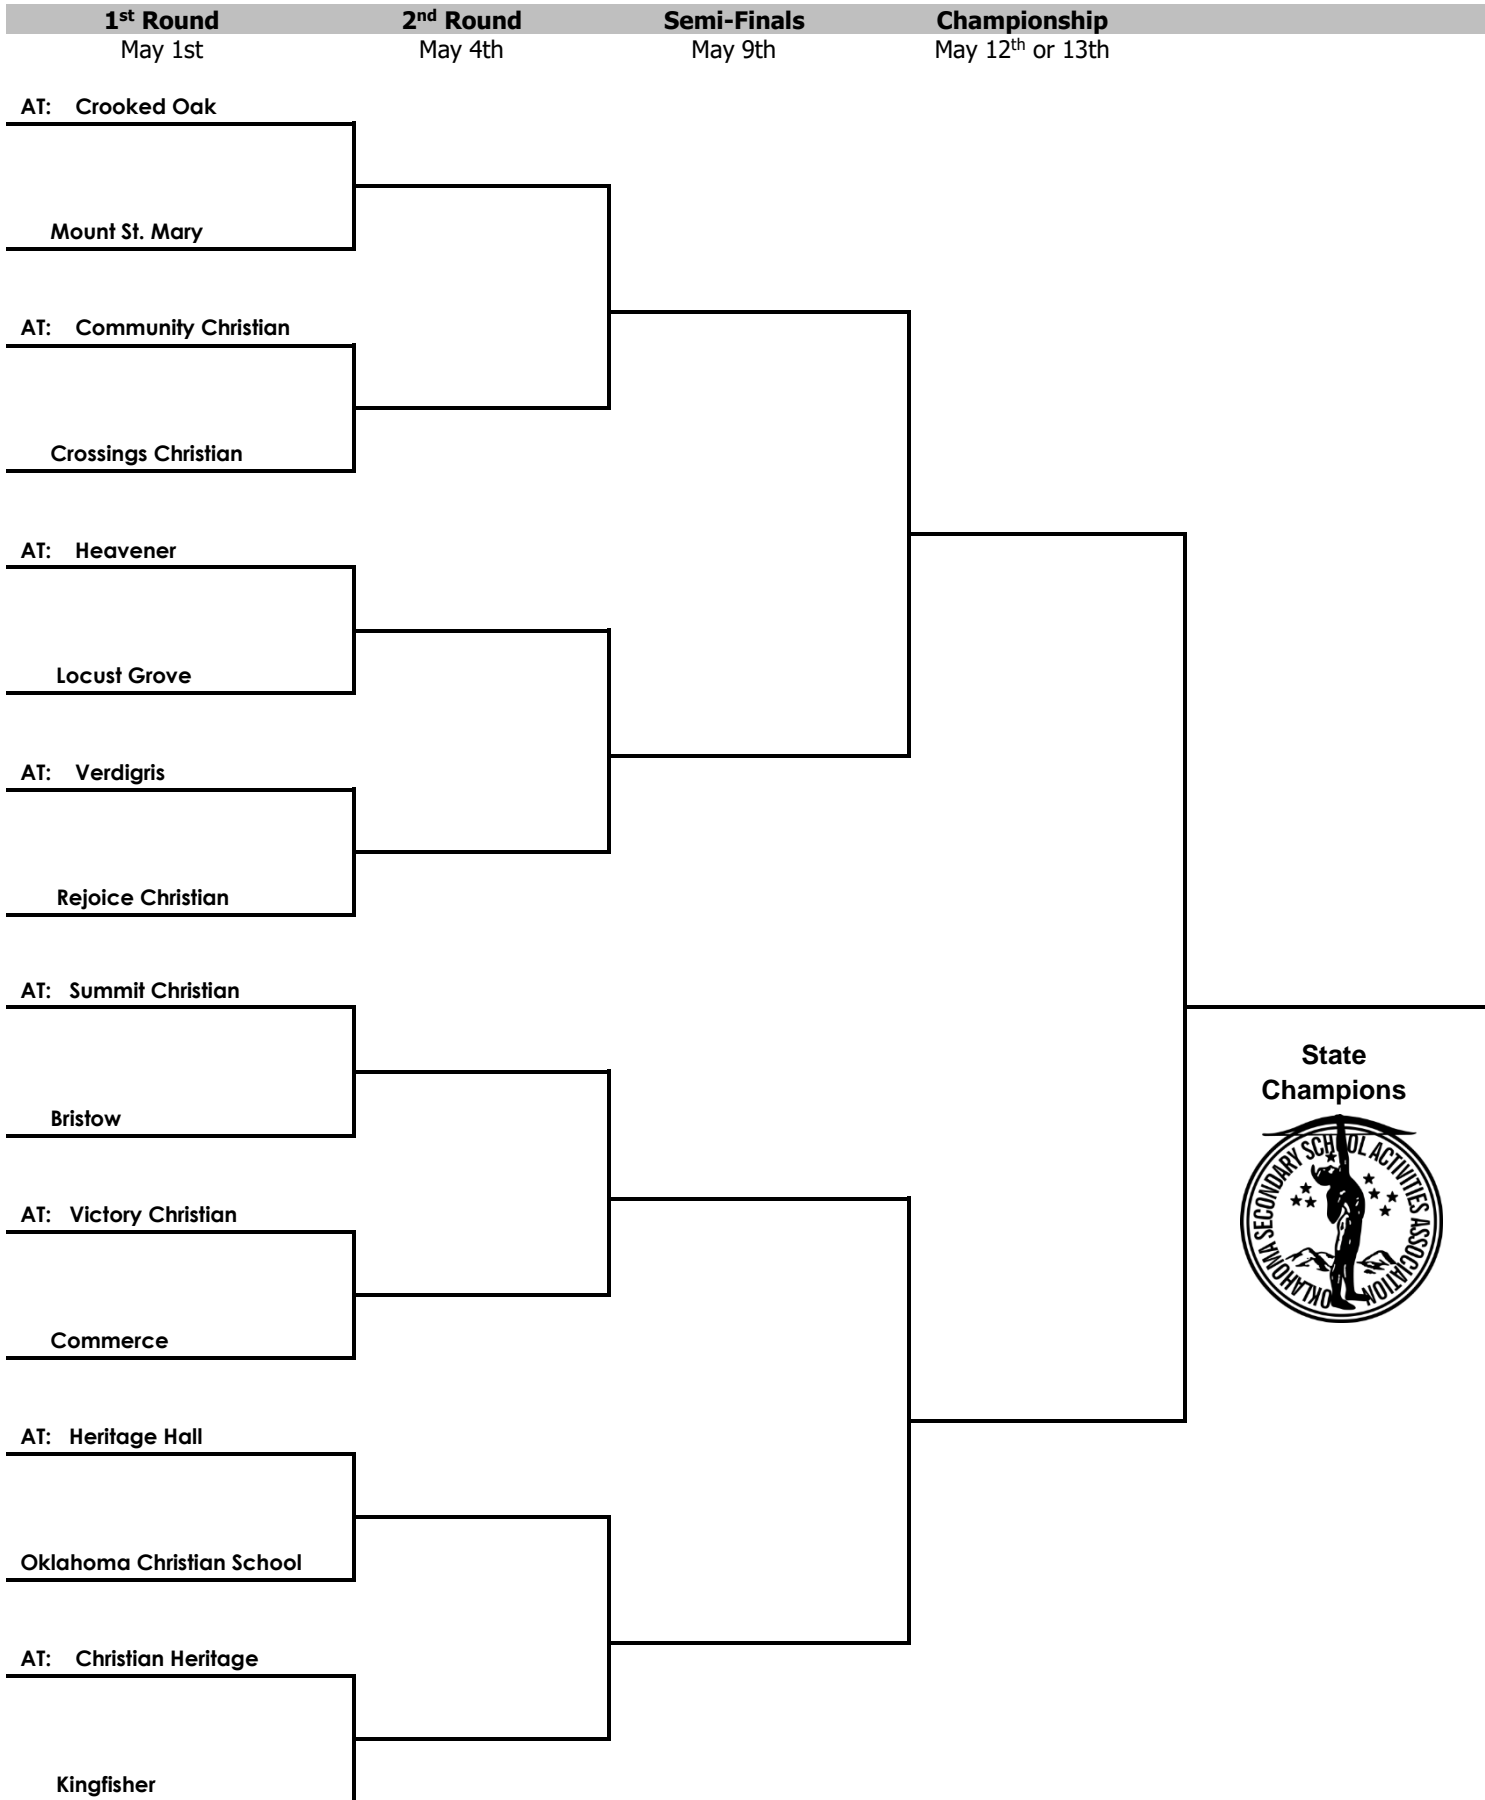 1st Round 2nd Round Semi-Finals Championship
May 1st May 4th May 9th May 12th or 13th
AT: Crooked Oak
Mount St. Mary
AT: Community Christian
Crossings Christian
AT: Heavener
Locust Grove
AT: Verdigris
Rejoice Christian
AT: Summit Christian
Bristow
AT: Victory Christian
Commerce
AT: Heritage Hall
Oklahoma Christian School
AT: Christian Heritage
Kingfisher
State
Champions
OKLAHOMA SECONDARY SCHOOL ACTIVITIES ASSOCIATION